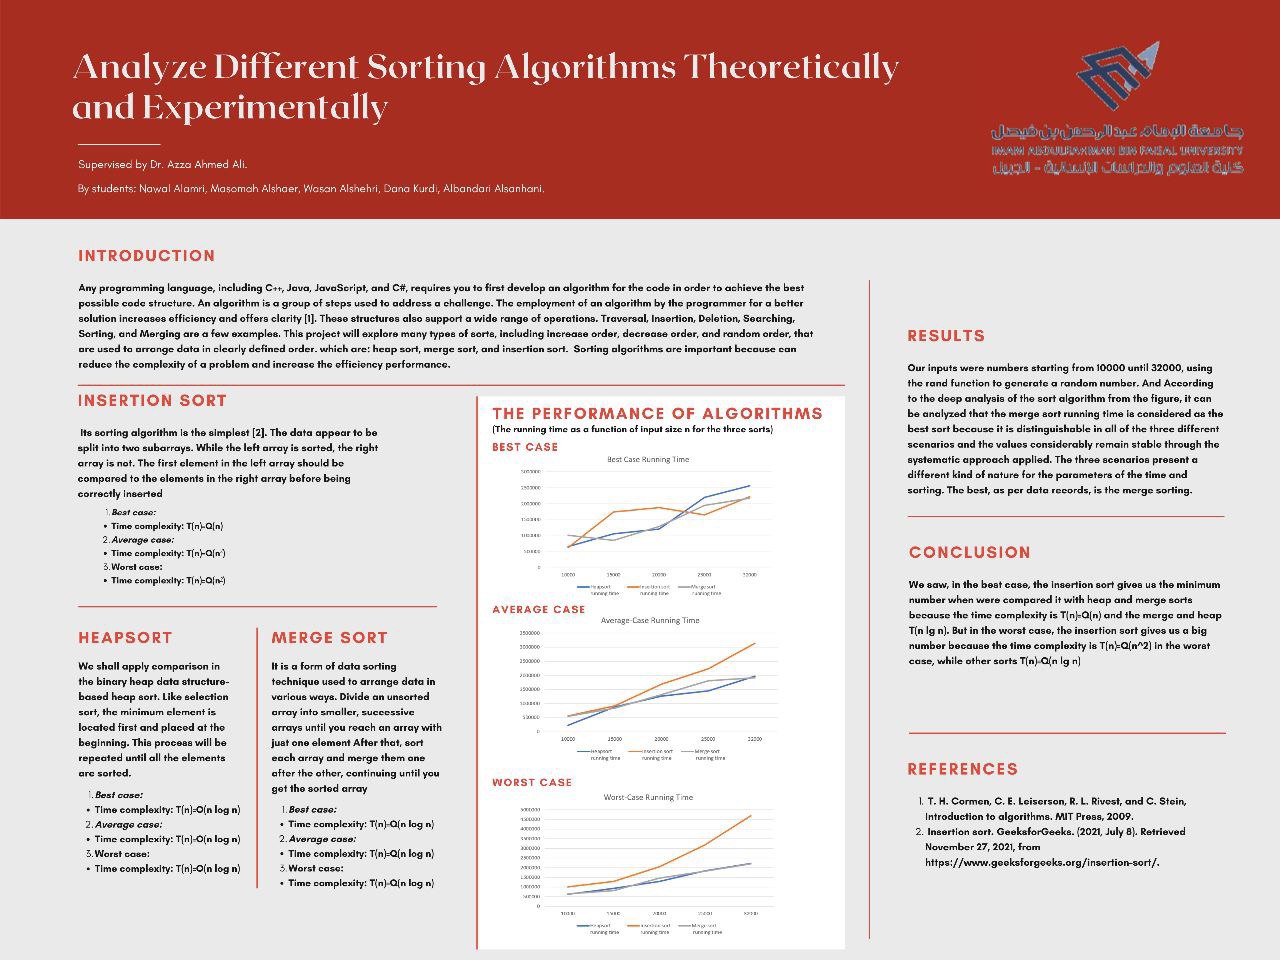 Analyze Different Sorting Algorithms Theoretically
and Experimentally
Supervised by Dr. Azza Ahmed Ali.
By students: Nawal Alamri, Masomah Alshaer, Wasan Alshehri, Dana Kurdi, Albandari Alsanhani.
جامعة الإمام عبدالرحمن بن فيصل
IMAM ABDULRAHMAN BIN FAISAL UNIVERSITY
كلية العلوم والدراسات الإنسانية - الجبيل
INTRODUCTION
Any programming language, including C++, Java, JavaScript, and C#, requires you to first develop an algorithm for the code in order to achieve the best
possible code structure. An algorithm is a group of steps used to address a challenge. The employment of an algorithm by the programmer for a better
solution increases efficiency and offers clarity [1]. These structures also support a wide range of operations. Traversal, Insertion, Deletion, Searching,
Sorting, and Merging are a few examples. This project will explore many types of sorts, including increase order, decrease order, and random order, that
are used to arrange data in clearly defined order. which are: heap sort, merge sort, and insertion sort. Sorting algorithms are important because can
reduce the complexity of a problem and increase the efficiency performance.
INSERTION SORT
Its sorting algorithm is the simplest [2]. The data appear to be
split into two subarrays. While the left array is sorted, the right
array is not. The first element in the left array should be
compared to the elements in the right array before being
correctly inserted
1. Best case:
• Time complexity: T(n)=Q(n)
2. Average case:
• Time complexity: T(n)=Q(n²)
3. Worst case:
• Time complexity: T(n)=Q(n²)
HEAPSORT
We shall apply comparison in
the binary heap data structure-
based heap sort. Like selection
sort, the minimum element is
located first and placed at the
beginning. This process will be
repeated until all the elements
are sorted.
1. Best case:
• Time complexity: T(n)=O(n log n)
2. Average case:
• Time complexity: T(n)=O(n log n)
3. Worst case:
• Time complexity: T(n)=O(n log n)
MERGE SORT
It is a form of data sorting
technique used to arrange data in
various ways. Divide an unsorted
array into smaller, successive
arrays until you reach an array with
just one element After that, sort
each array and merge them one
after the other, continuing until you
get the sorted array
1. Best case:
• Time complexity: T(n)=Q(n log n)
2. Average case:
• Time complexity: T(n)=Q(n log n)
3. Worst case:
• Time complexity: T(n)=Q(n log n)
THE PERFORMANCE OF ALGORITHMS
(The running time as a function of input size n for the three sorts)
BEST CASE
Best Case Running Time
3000000
2500000
2000000
1500000
1000000
500000
0
10000 15000 20000 25000 32000
Heapsort running time Insertion sort running time Merge sort running time
AVERAGE CASE
Average-Case Running Time
3500000
3000000
2500000
2000000
1500000
1000000
500000
0
10000 15000 20000 25000 32000
Heapsort running time Insertion sort running time Merge sort running time
WORST CASE
Worst-Case Running Time
5000000
4500000
4000000
3500000
3000000
2500000
2000000
1500000
1000000
500000
0
10000 15000 20000 25000 32000
Heapsort running time Insertion sort running time Merge sort running time
RESULTS
Our inputs were numbers starting from 10000 until 32000, using
the rand function to generate a random number. And According
to the deep analysis of the sort algorithm from the figure, it can
be analyzed that the merge sort running time is considered as the
best sort because it is distinguishable in all of the three different
scenarios and the values considerably remain stable through the
systematic approach applied. The three scenarios present a
different kind of nature for the parameters of the time and
sorting. The best, as per data records, is the merge sorting.
CONCLUSION
We saw, in the best case, the insertion sort gives us the minimum
number when were compared it with heap and merge sorts
because the time complexity is T(n)=Q(n) and the merge and heap
T(n lg n). But in the worst case, the insertion sort gives us a big
number because the time complexity is T(n)=Q(n^2) in the worst
case, while other sorts T(n)=Q(n lg n)
REFERENCES
1. T. H. Cormen, C. E. Leiserson, R. L. Rivest, and C. Stein,
Introduction to algorithms. MIT Press, 2009.
2. Insertion sort. GeeksforGeeks. (2021, July 8). Retrieved
November 27, 2021, from
https://www.geeksforgeeks.org/insertion-sort/.